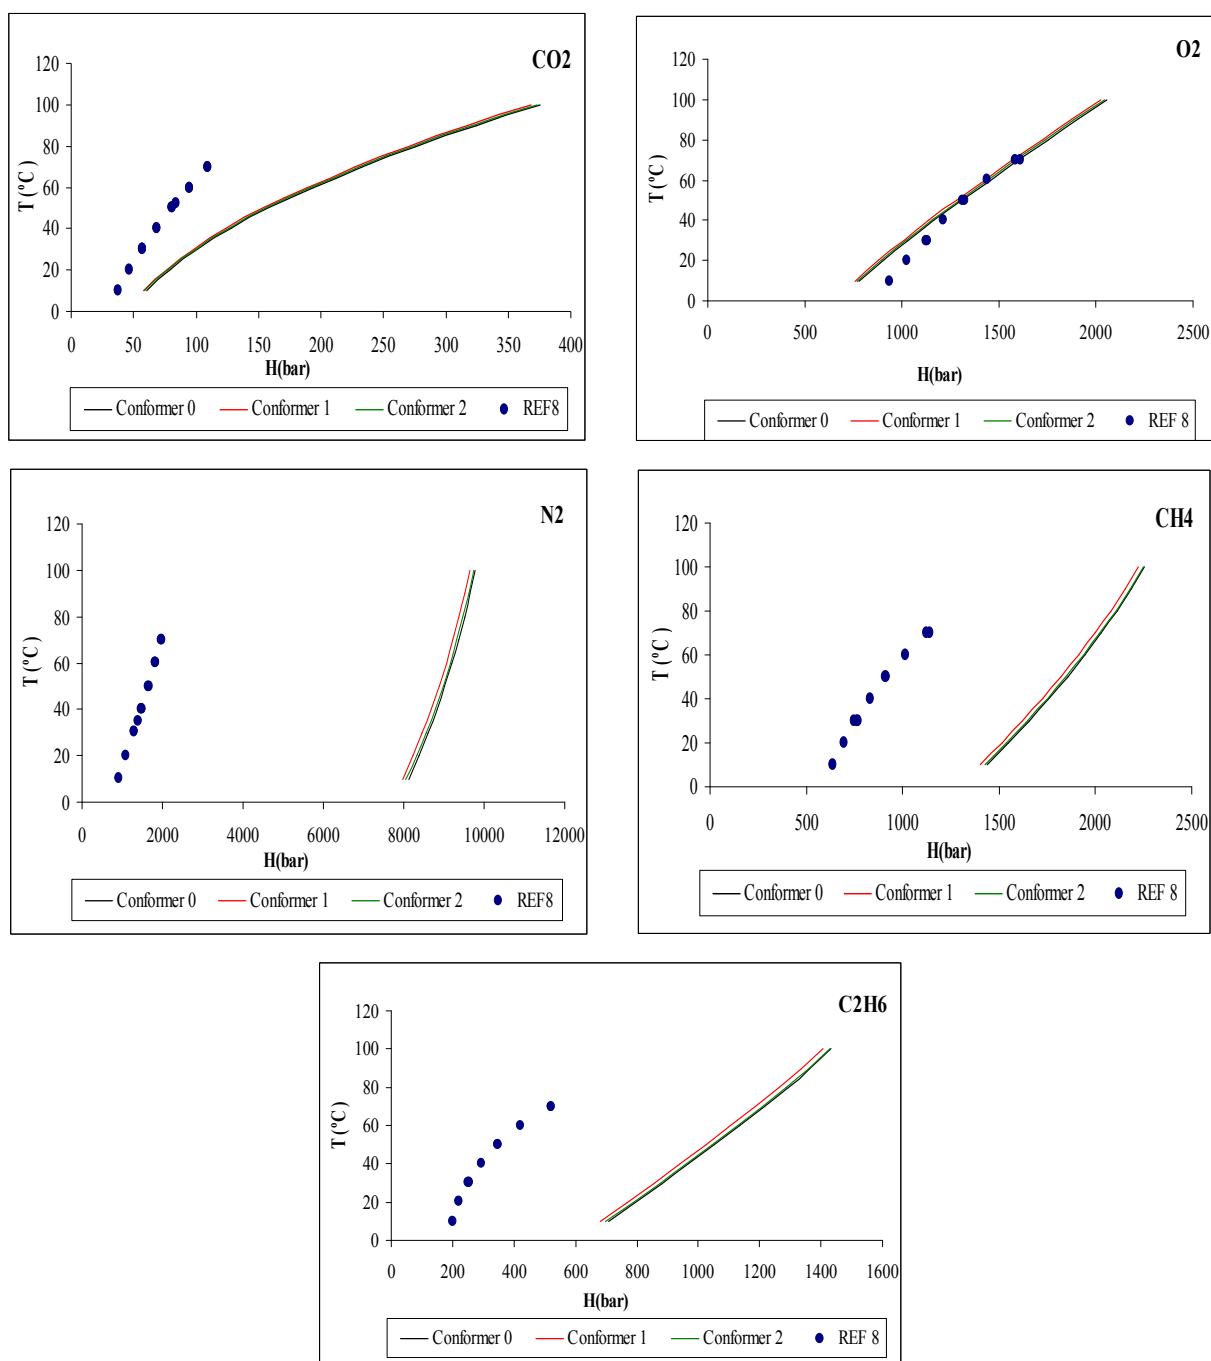 CO2
120
100
80
60
40
20
0
T (ºC )
0 50 100 150 200 250 300 350 400
H(bar)
Conformer 0 Conformer 1 Conformer 2 REF8
O2
120
100
80
60
40
20
0
T (ºC )
0 500 1000 1500 2000 2500
H(bar)
Conformer 0 Conformer 1 Conformer 2 REF 8
N2
120
100
80
60
40
20
0
T (ºC )
0 2000 4000 6000 8000 10000 12000
H(bar)
Conformer 0 Conformer 1 Conformer 2 REF8
CH4
120
100
80
60
40
20
0
T (ºC )
0 500 1000 1500 2000 2500
H(bar)
Conformer 0 Conformer 1 Conformer 2 REF 8
C2H6
120
100
80
60
40
20
0
T (ºC )
0 200 400 600 800 1000 1200 1400 1600
H(bar)
Conformer 0 Conformer 1 Conformer 2 REF 8